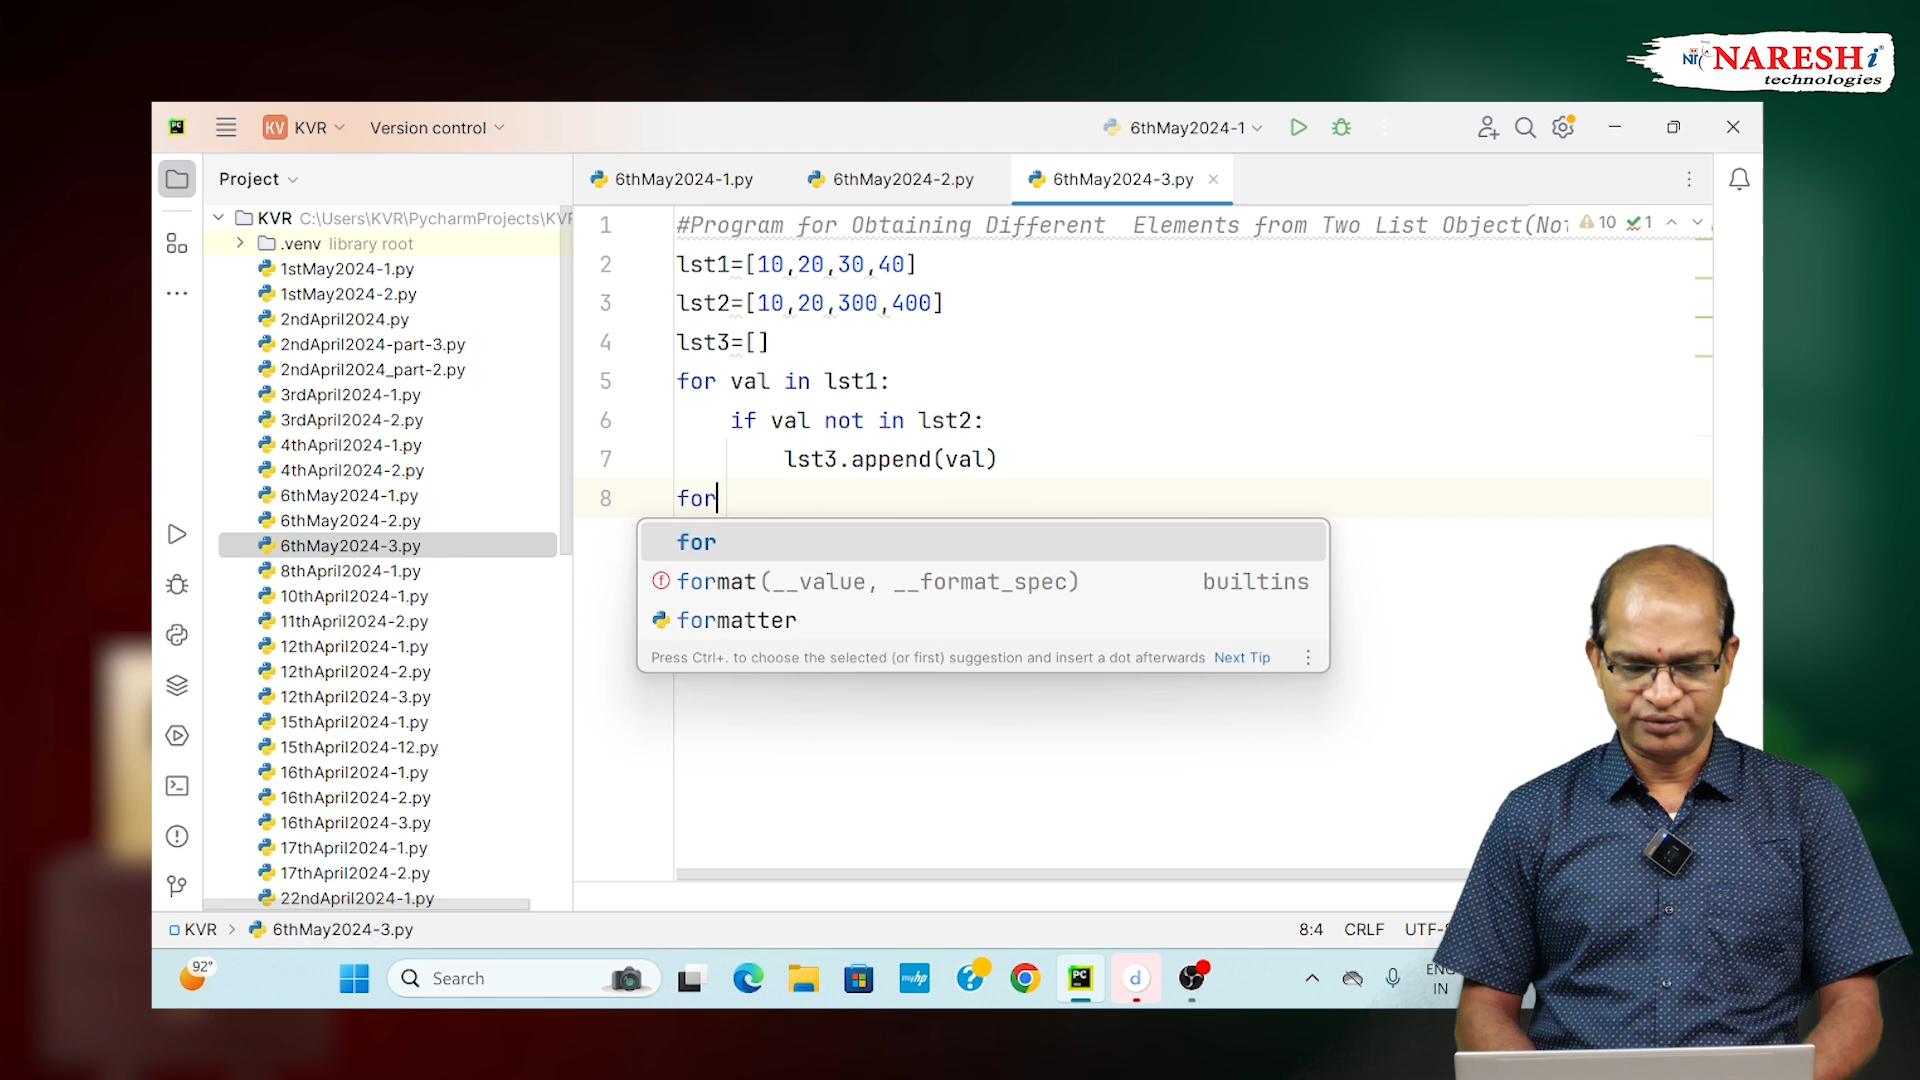 NARESH i
technologies
PC
KV KVR
Version control
6thMay2024-1
Project
6thMay2024-1.py
6thMay2024-2.py
6thMay2024-3.py
KVR C:\Users\KVR\PycharmProjects\KVR
.venv library root
1stMay2024-1.py
1stMay2024-2.py
2ndApril2024.py
2ndApril2024-part-3.py
2ndApril2024_part-2.py
3rdApril2024-1.py
3rdApril2024-2.py
4thApril2024-1.py
4thApril2024-2.py
6thMay2024-1.py
6thMay2024-2.py
6thMay2024-3.py
8thApril2024-1.py
10thApril2024-1.py
11thApril2024-2.py
12thApril2024-1.py
12thApril2024-2.py
12thApril2024-3.py
15thApril2024-1.py
15thApril2024-12.py
16thApril2024-1.py
16thApril2024-2.py
16thApril2024-3.py
17thApril2024-1.py
17thApril2024-2.py
22ndApril2024-1.py
1 #Program for Obtaining Different  Elements from Two List Object(Not
10 1
2 lst1=[10,20,30,40]
3 lst2=[10,20,300,400]
4 lst3=[]
5 for val in lst1:
6     if val not in lst2:
7         lst3.append(val)
8 for
for
format(__value, __format_spec) builtins
formatter
Press Ctrl+. to choose the selected (or first) suggestion and insert a dot afterwards Next Tip
KVR > 6thMay2024-3.py
8:4 CRLF UTF-8
92°
Search
myhp
PC
d
ENG
IN